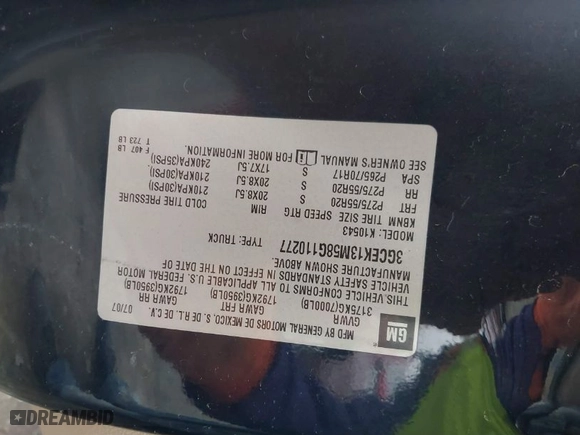 GM
MFD BY GENERAL MOTORS DE MEXICO, S. DE R.L. DE C.V.
07/07
GVWR GAWR FRT GAWR RR
3175KG(7000LB) 1792KG(3950LB) 1792KG(3950LB)
THIS VEHICLE CONFORMS TO ALL APPLICABLE U.S. FEDERAL MOTOR
VEHICLE SAFETY STANDARDS IN EFFECT ON THE DATE OF
MANUFACTURE SHOWN ABOVE.
3GCEK13M58G110277 TYPE: TRUCK
MODEL: K10543
KBNM TIRE SIZE SPEED RTG RIM COLD TIRE PRESSURE
FRT P275/55R20 S 20X8.5J 210KPA(30PSI)
RR P275/55R20 S 20X8.5J 210KPA(30PSI)
SPA P265/70R17 17X7.5J 240KPA(35PSI)
SEE OWNER'S MANUAL FOR MORE INFORMATION.
F 407 LB
T 723 LB
DREAMBID